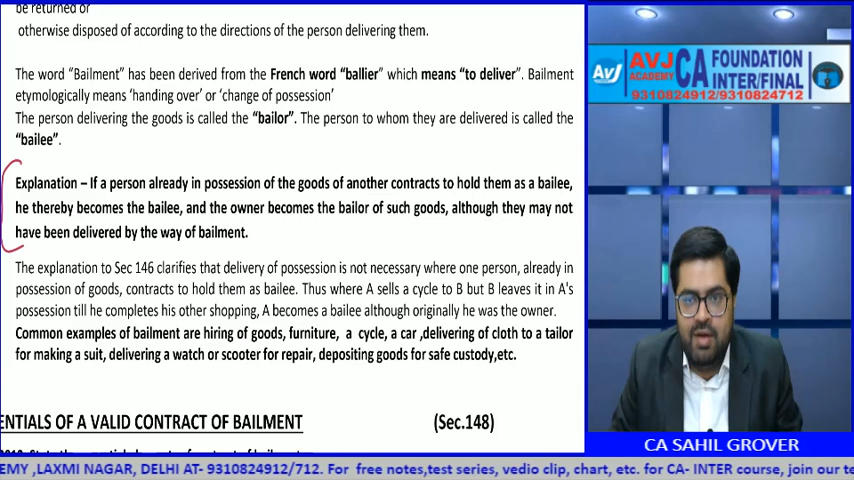 be returned or
otherwise disposed of according to the directions of the person delivering them.
The word "Bailment" has been derived from the French word "ballier" which means "to deliver". Bailment
etymologically means 'handing over' or 'change of possession'
The person delivering the goods is called the "bailor". The person to whom they are delivered is called the
"bailee".
Explanation – If a person already in possession of the goods of another contracts to hold them as a bailee,
he thereby becomes the bailee, and the owner becomes the bailor of such goods, although they may not
have been delivered by the way of bailment.
The explanation to Sec 146 clarifies that delivery of possession is not necessary where one person, already in
possession of goods, contracts to hold them as bailee. Thus where A sells a cycle to B but B leaves it in A's
possession till he completes his other shopping, A becomes a bailee although originally he was the owner.
Common examples of bailment are hiring of goods, furniture, a cycle, a car ,delivering of cloth to a tailor
for making a suit, delivering a watch or scooter for repair, depositing goods for safe custody,etc.
ENTIALS OF A VALID CONTRACT OF BAILMENT (Sec.148)
AVJ
AVJ
ACADEMY
CA FOUNDATION
INTER/FINAL
9310824912/9310824712
CA SAHIL GROVER
EMY ,LAXMI NAGAR, DELHI AT- 9310824912/712. For free notes,test series, vedio clip, chart, etc. for CA- INTER course, join our te